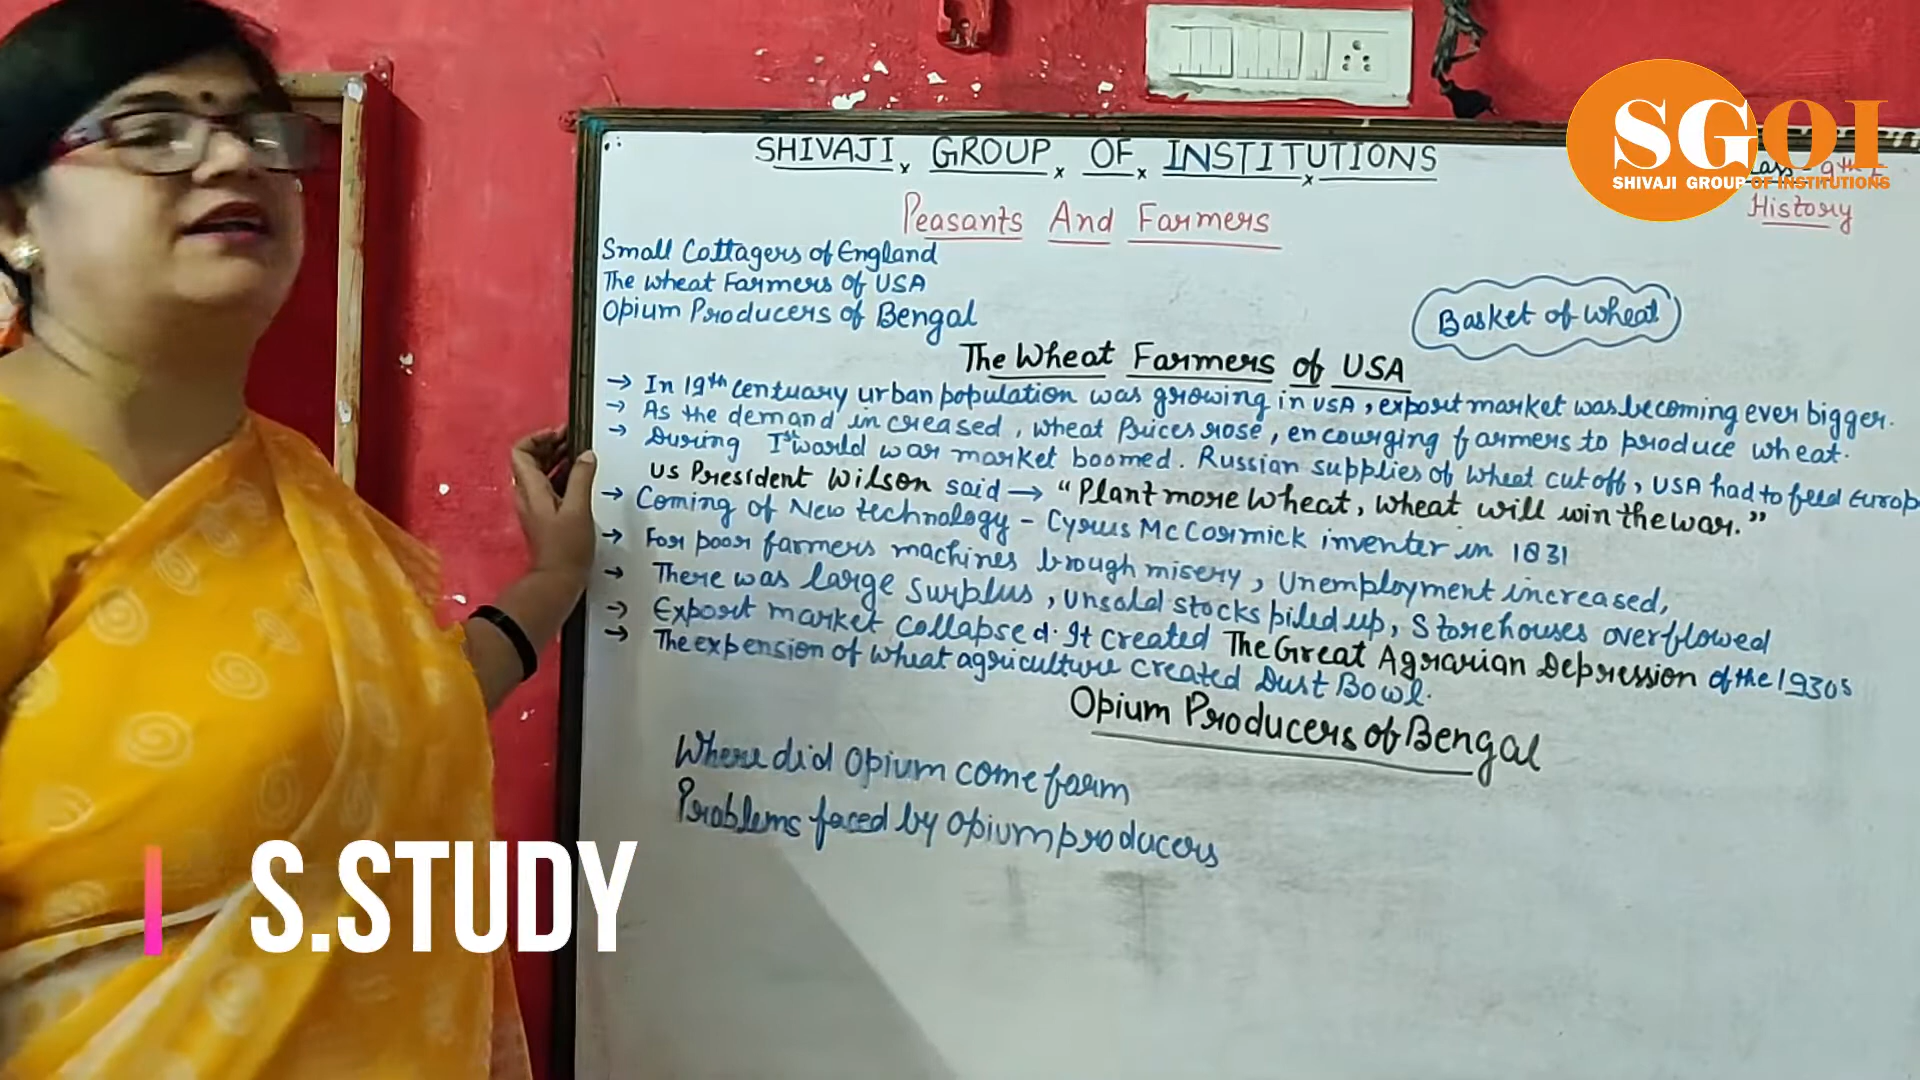 SHIVAJI GROUP OF INSTITUTIONS
SGOI
SHIVAJI GROUP OF INSTITUTIONS
9th
History
Peasants And Farmers
Small Cottagers of England
The wheat Farmers of USA
Opium Producers of Bengal
Basket of wheat
The Wheat Farmers of USA
→ In 19th centuary urban population was growing in USA, export market was becoming ever bigger.
→ As the demand increased, wheat Prices rose, encourging farmers to produce wheat.
→ During Ist world war market boomed. Russian supplies of wheat cut off, USA had to feed Europ
US President Wilson said → "Plant more wheat, wheat will win the war."
→ Coming of New technology - Cyrus McCormick inventer in 1831
→ For poor farmers machines brough misery, Unemployment increased,
→ There was large Surplus, unsold stocks piled up, Storehouses overflowed
→ Export market collapsed. It created The Great Agrarian Depression of the 1930s
→ The expension of wheat agriculture created Dust Bowl.
Opium Producers of Bengal
Where did Opium come farm
Problems faced by opium producers
S.STUDY